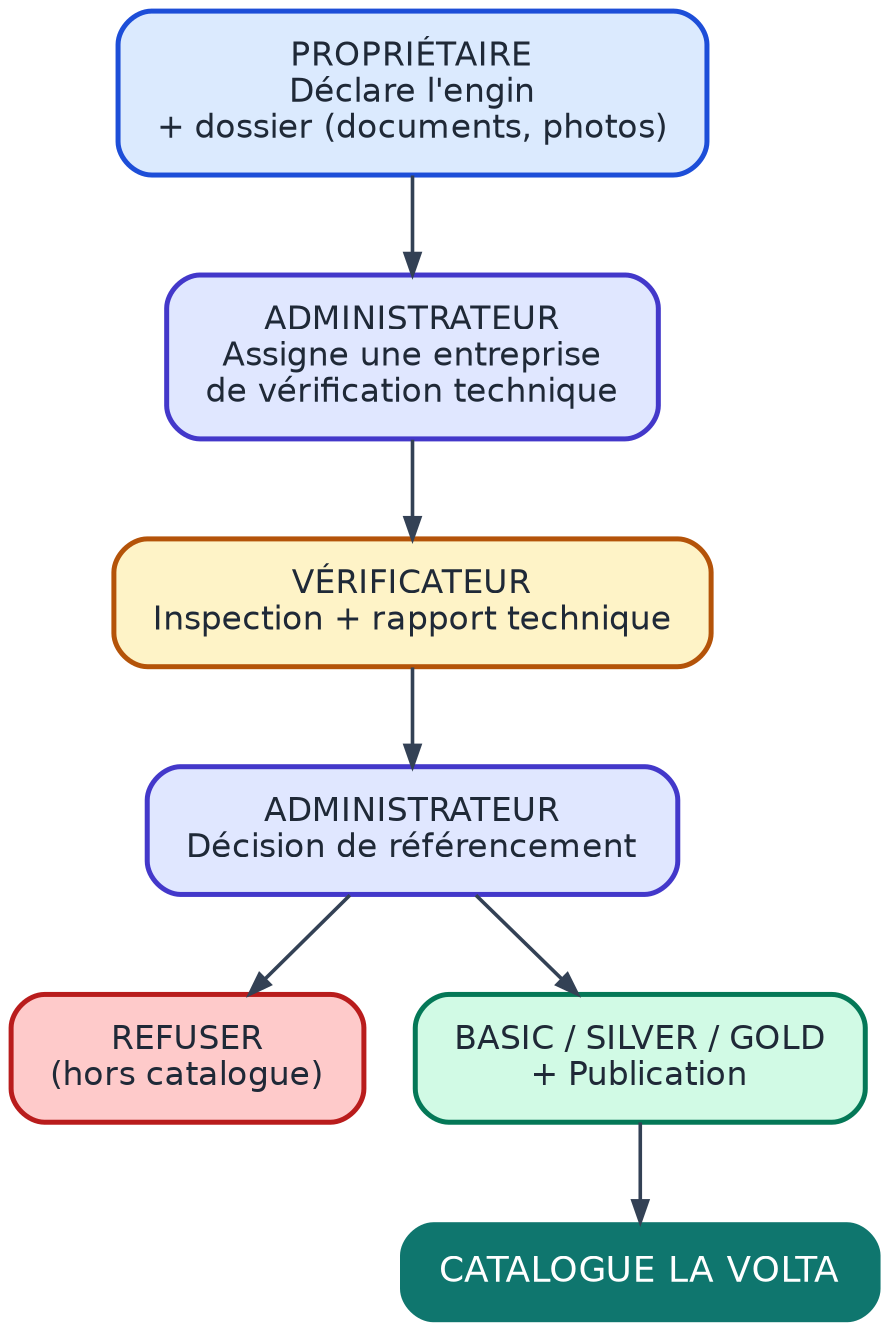 PROPRIÉTAIRE
Déclare l'engin
+ dossier (documents, photos)
ADMINISTRATEUR
Assigne une entreprise
de vérification technique
VÉRIFICATEUR
Inspection + rapport technique
ADMINISTRATEUR
Décision de référencement
REFUSER
(hors catalogue)
BASIC / SILVER / GOLD
+ Publication
CATALOGUE LA VOLTA